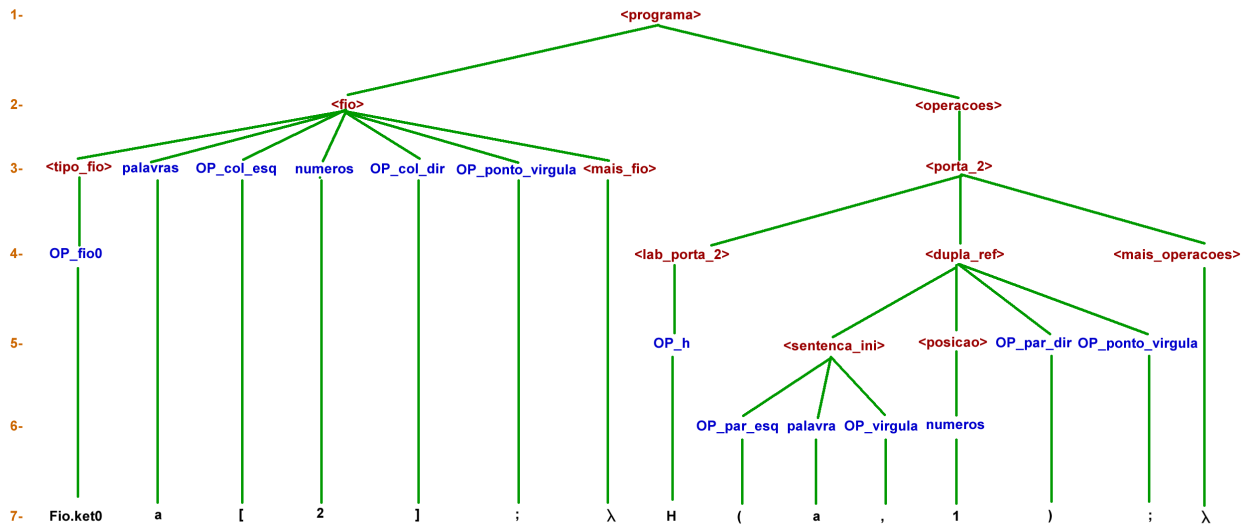 1- <programa>
2- <fio> <operacoes>
3- <tipo_fio> palavras OP_col_esq numeros OP_col_dir OP_ponto_virgula <mais_fio> <porta_2>
4- OP_fio0 <lab_porta_2> <dupla_ref> <mais_operacoes>
5- OP_h <sentenca_ini> <posicao> OP_par_dir OP_ponto_virgula
6- OP_par_esq palavra OP_virgula numeros
7- Fio.ket0 a [ 2 ] ; λ H ( a , 1 ) ; λ